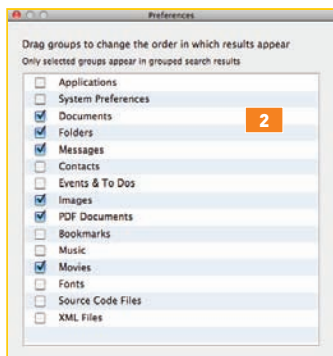 Preferences
Drag groups to change the order in which results appear
Only selected groups appear in grouped search results
Applications
System Preferences
Documents
2
Folders
Messages
Contacts
Events & To Dos
Images
PDF Documents
Bookmarks
Music
Movies
Fonts
Source Code Files
XML Files